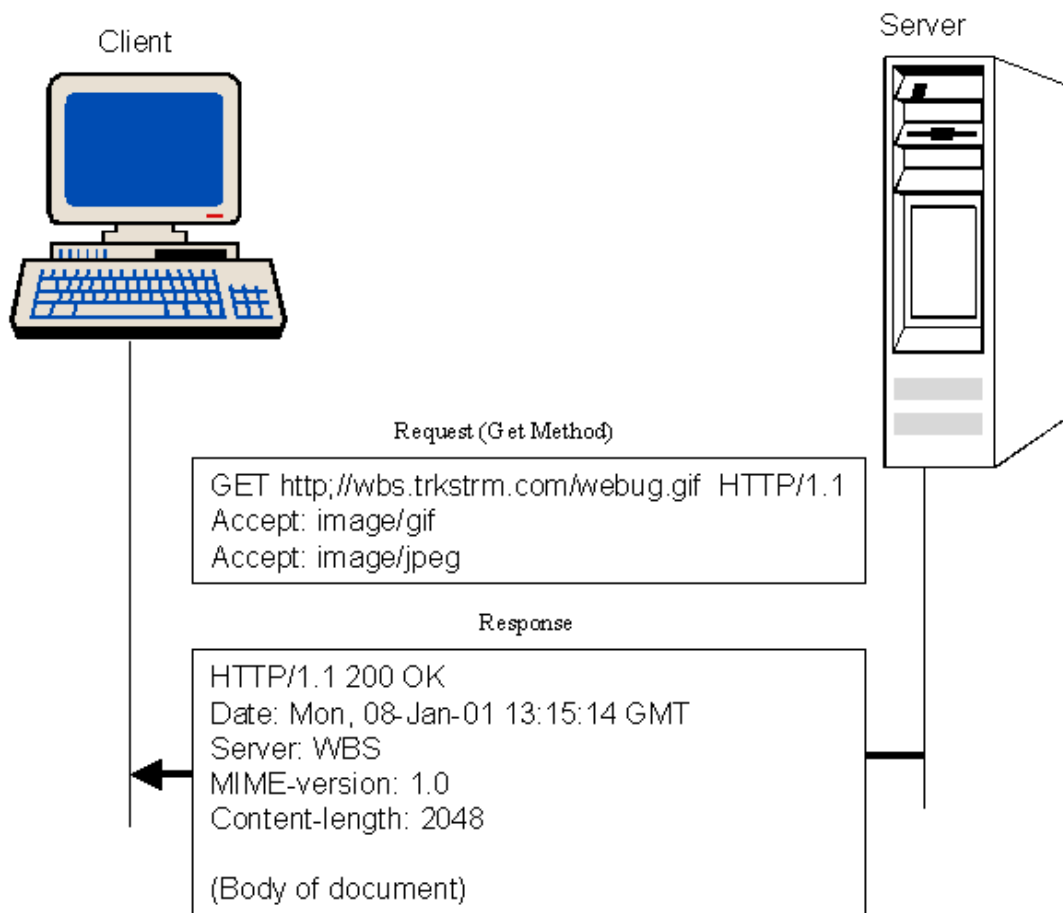 Client
Server
Request (Get Method)
GET http;//wbs.trkstrm.com/webug.gif HTTP/1.1
Accept: image/gif
Accept: image/jpeg
Response
HTTP/1.1 200 OK
Date: Mon, 08-Jan-01 13:15:14 GMT
Server: WBS
MIME-version: 1.0
Content-length: 2048
(Body of document)